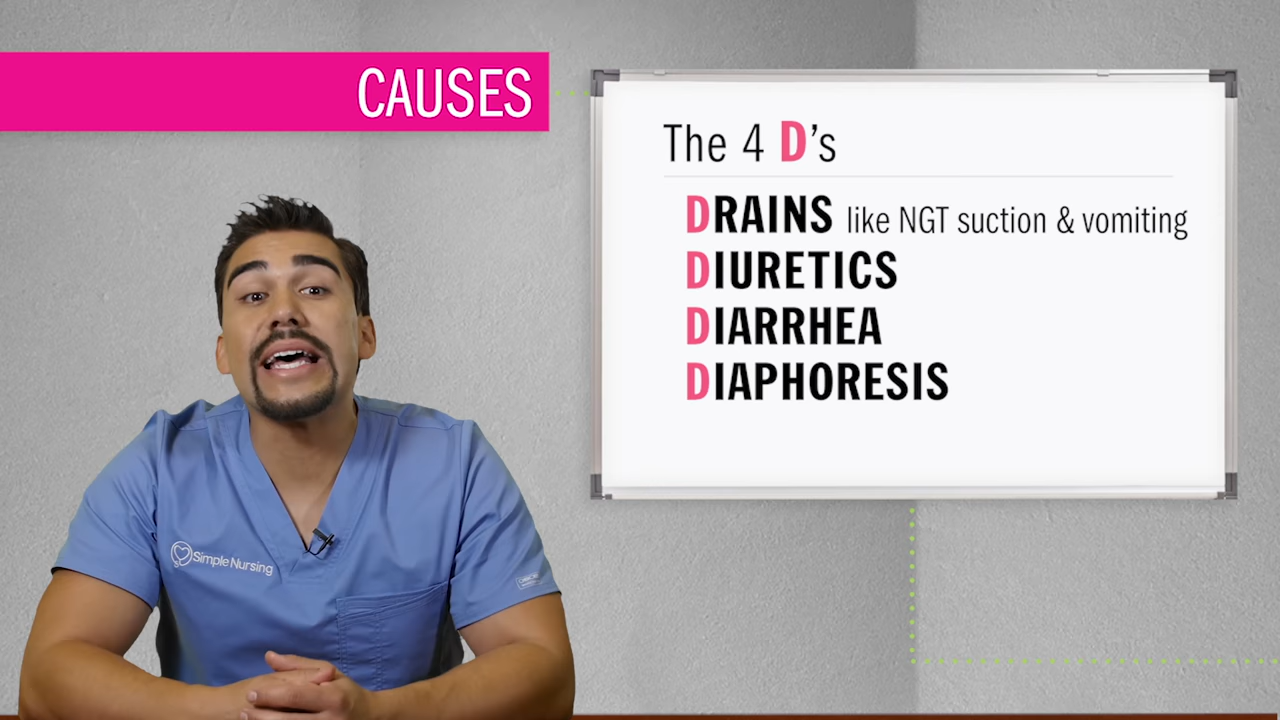 CAUSES
The 4 D's
DRAINS like NGT suction & vomiting
DIURETICS
DIARRHEA
DIAPHORESIS
Simple Nursing